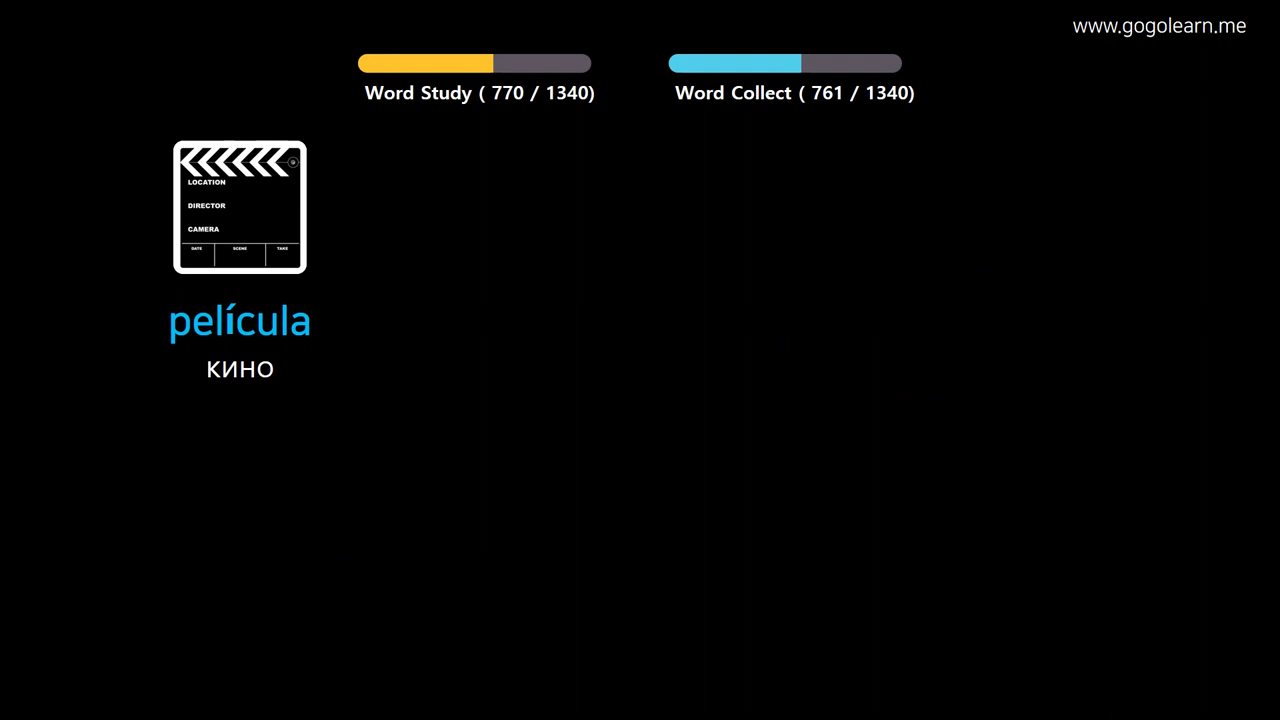 www.gogolearn.me
Word Study ( 770 / 1340)
Word Collect ( 761 / 1340)
LOCATION
DIRECTOR
CAMERA
DATE SCENE TAKE
película
кино